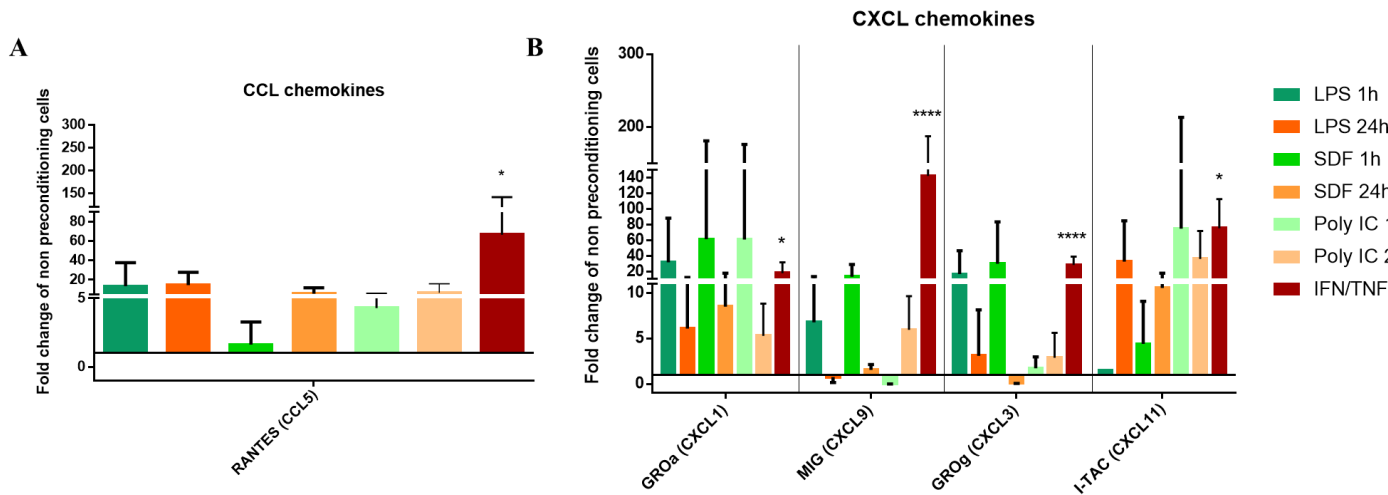 A
CCL chemokines
Fold change of non preconditioning cells
300
250
200
150
100
80
60
40
20
5
0
*
RANTES (CCL5)
B
CXCL chemokines
Fold change of non preconditioning cells
300
200
140
120
100
80
60
40
20
10
5
0
*
****
****
*
GROa (CXCL1)
MIG (CXCL9)
GROg (CXCL3)
I-TAC (CXCL11)
LPS 1h
LPS 24h
SDF 1h
SDF 24h
Poly IC 1
Poly IC 2
IFN/TNF